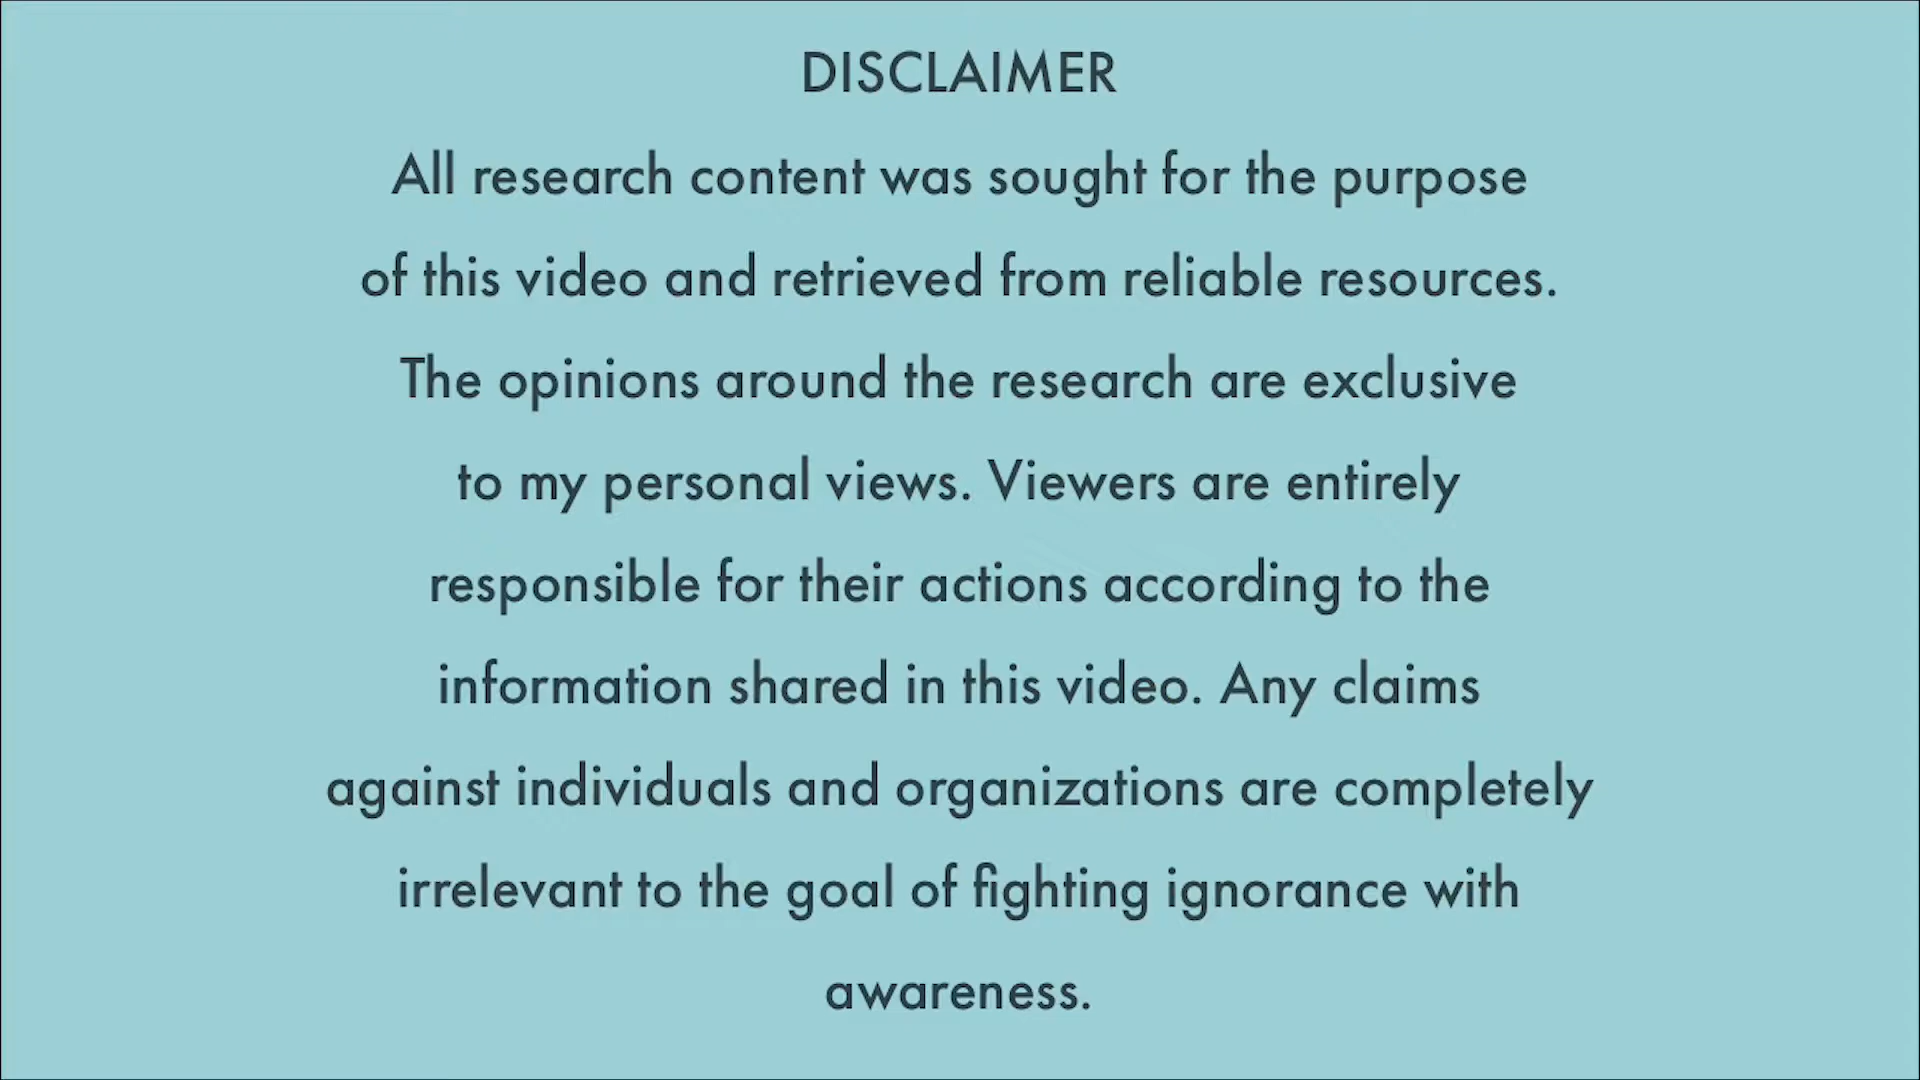 DISCLAIMER
All research content was sought for the purpose
of this video and retrieved from reliable resources.
The opinions around the research are exclusive
to my personal views. Viewers are entirely
responsible for their actions according to the
information shared in this video. Any claims
against individuals and organizations are completely
irrelevant to the goal of fighting ignorance with
awareness.